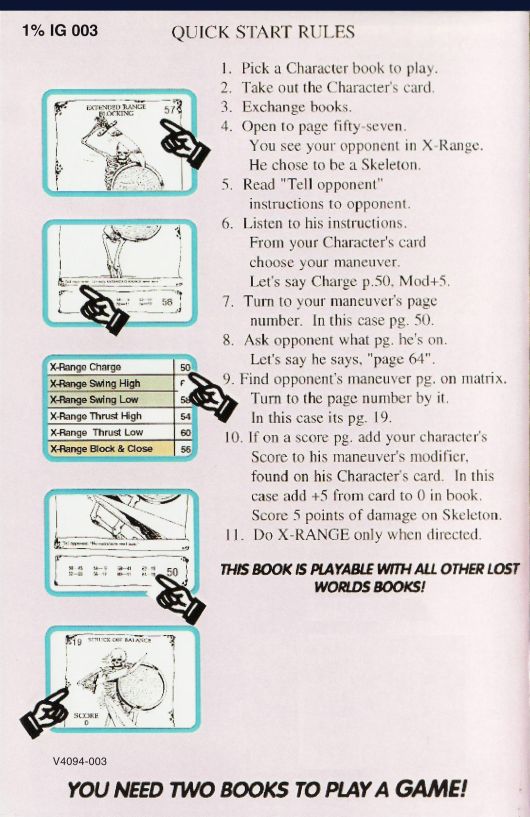 1% IG 003
QUICK START RULES
1. Pick a Character book to play.
2. Take out the Character's card.
3. Exchange books.
4. Open to page fifty-seven.
You see your opponent in X-Range.
He chose to be a Skeleton.
5. Read "Tell opponent"
instructions to opponent.
6. Listen to his instructions.
From your Character's card
choose your maneuver.
Let's say Charge p.50, Mod+5.
7. Turn to your maneuver's page
number. In this case pg. 50.
8. Ask opponent what pg. he's on.
Let's say he says, "page 64".
9. Find opponent's maneuver pg. on matrix.
Turn to the page number by it.
In this case its pg. 19.
10. If on a score pg. add your character's
Score to his maneuver's modifier,
found on his Character's card. In this
case add +5 from card to 0 in book.
Score 5 points of damage on Skeleton.
11. Do X-RANGE only when directed.
THIS BOOK IS PLAYABLE WITH ALL OTHER LOST
WORLDS BOOKS!
EXTENDED RANGE
BLOCKING
57
56
X-Range Charge 50
X-Range Swing High
X-Range Swing Low 58
X-Range Thrust High 54
X-Range Thrust Low 60
X-Range Block & Close 56
50
19 STRUCK OFF BALANCE
SCORE
0
V4094-003
YOU NEED TWO BOOKS TO PLAY A GAME!